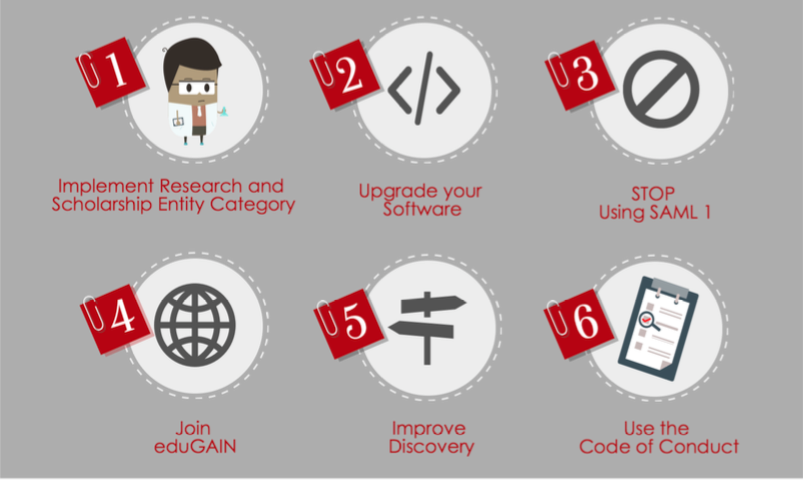 1
Implement Research and
Scholarship Entity Category
2
Upgrade your
Software
3
STOP
Using SAML 1
4
Join
eduGAIN
5
Improve
Discovery
6
Use the
Code of Conduct